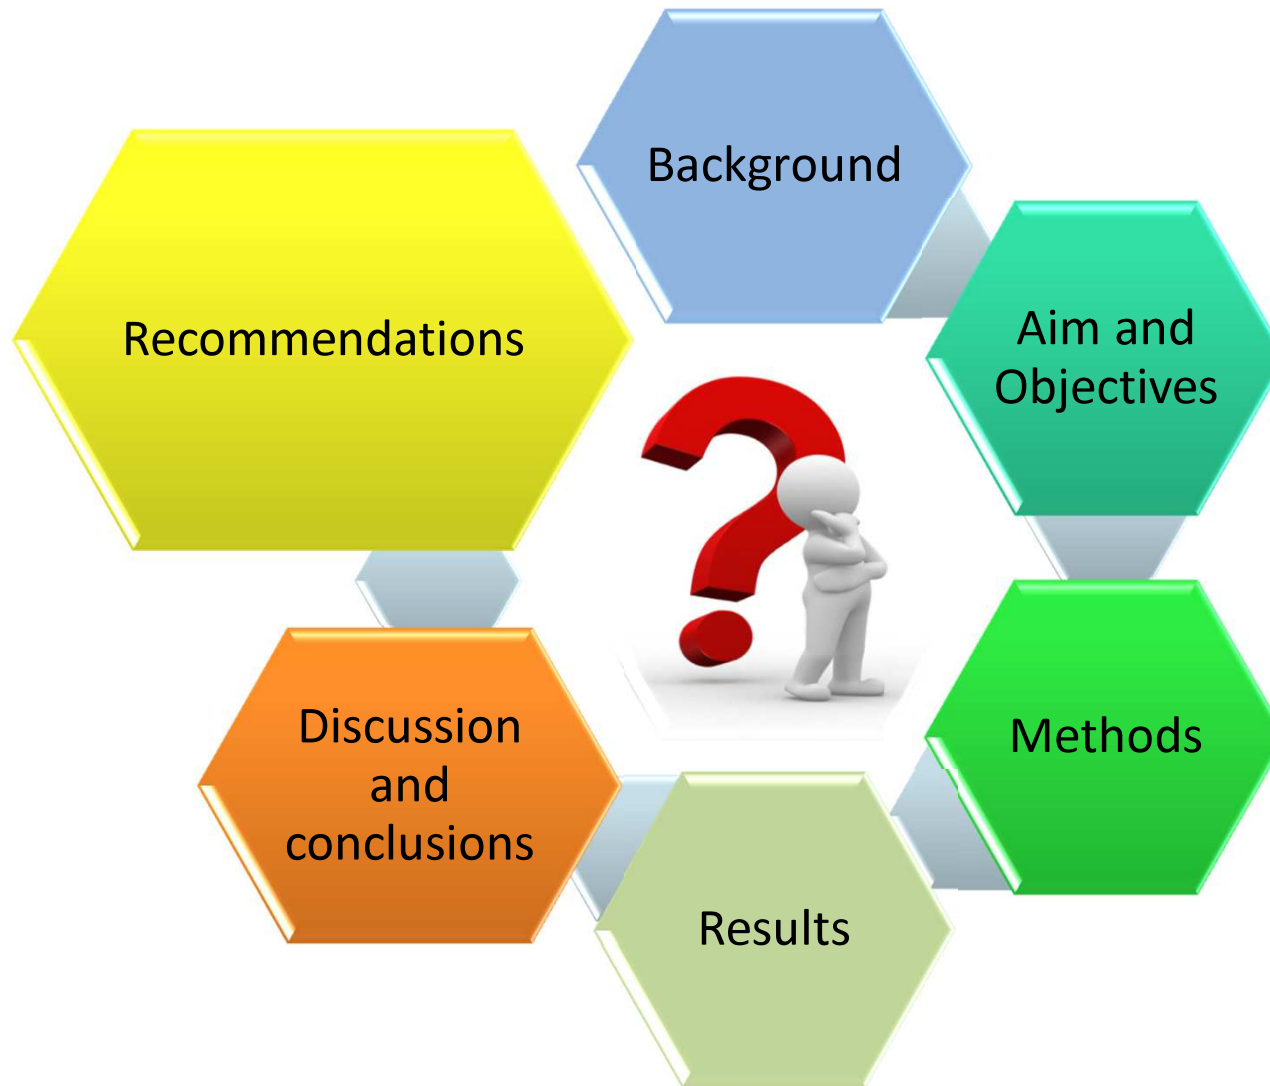 Background
Aim and
Objectives
Methods
Results
Discussion
and
conclusions
Recommendations